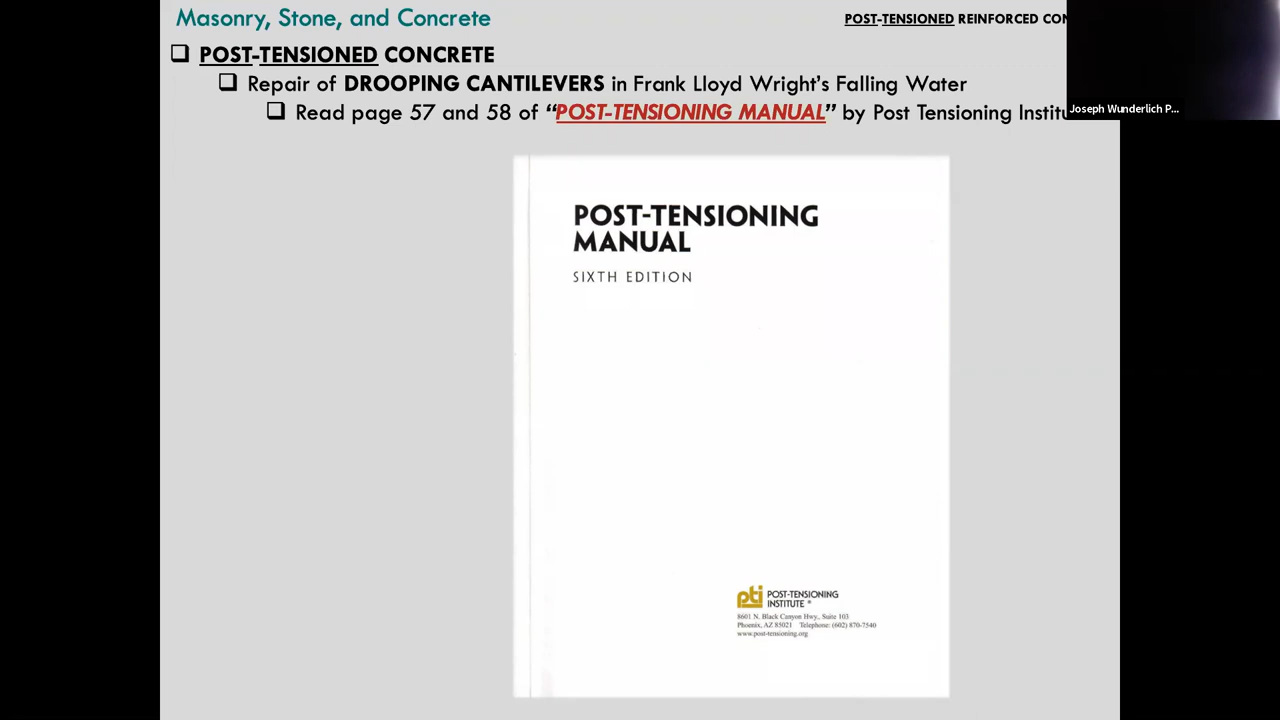 Masonry, Stone, and Concrete
POST-TENSIONED REINFORCED
❑ POST-TENSIONED CONCRETE
❑ Repair of DROOPING CANTILEVERS in Frank Lloyd Wright’s Falling Water
❑ Read page 57 and 58 of “POST-TENSIONING MANUAL” by Post Tensioning
Joseph Wunderlich P...
POST-TENSIONING
MANUAL
SIXTH EDITION
pti POST-TENSIONING
INSTITUTE ®
8601 N. Black Canyon Hwy., Suite 103
Phoenix, AZ 85021 Telephone: (602) 870-7540
www.post-tensioning.org